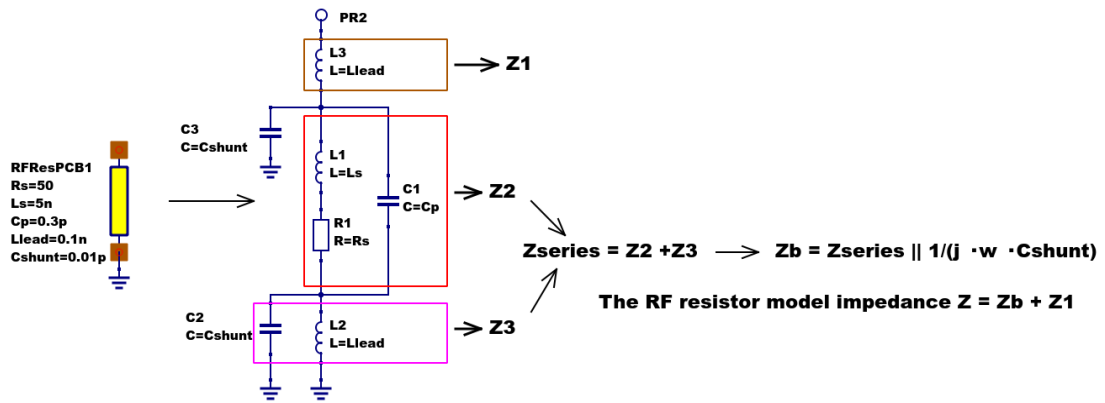 PR2
L3
L=Llead
Z1
C3
C=Cshunt
RFResPCB1
Rs=50
Ls=5n
Cp=0.3p
Llead=0.1n
Cshunt=0.01p
L1
L=Ls
C1
C=Cp
Z2
R1
R=Rs
Zseries = Z2 +Z3
Zb = Zseries || 1/(j ·w ·Cshunt)
The RF resistor model impedance Z = Zb + Z1
C2
C=Cshunt
L2
L=Llead
Z3